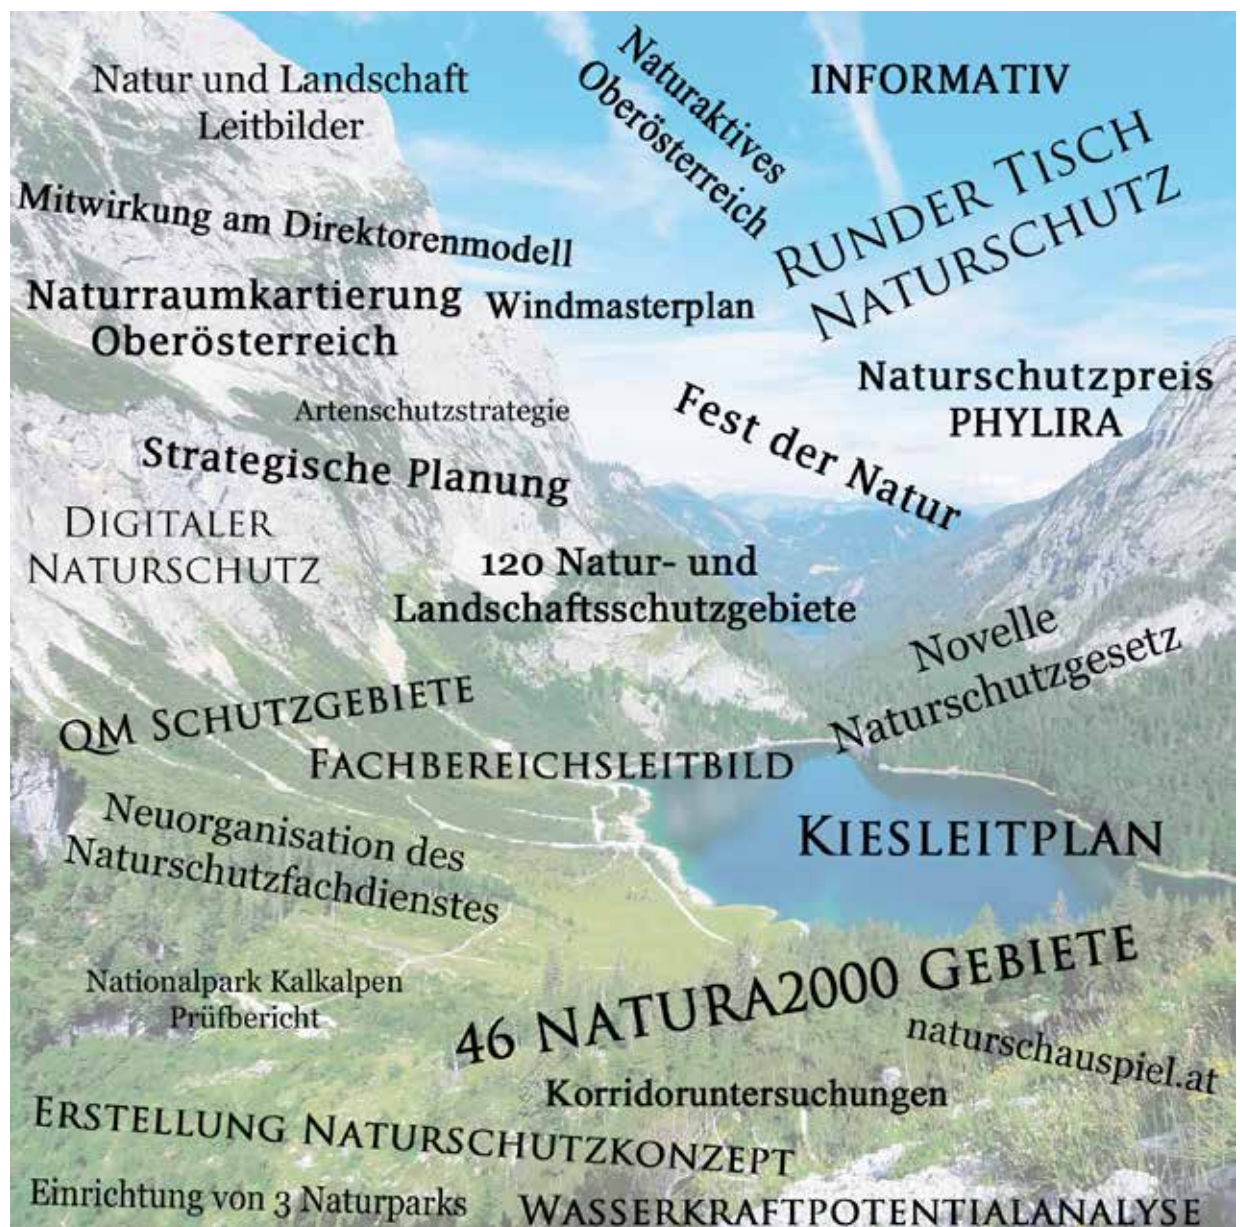 Natur und Landschaft
Leitbilder
Naturaktives
Oberösterreich
INFORMATIV
RUNDER TISCH
NATURSCHUTZ
Mitwirkung am Direktorenmodell
Naturraumkartierung
Oberösterreich
Windmasterplan
Naturschutzpreis
PHYLIRA
Artenschutzstrategie
Fest der Natur
Strategische Planung
DIGITALER
NATURSCHUTZ
120 Natur- und
Landschaftsschutzgebiete
Novelle
Naturschutzgesetz
QM SCHUTZGEBIETE
FACHBEREICHSLEITBILD
Neuorganisation des
Naturschutzfachdienstes
KIESLEITPLAN
Nationalpark Kalkalpen
Prüfbericht
46 NATURA2000 GEBIETE
naturschauspiel.at
Korridoruntersuchungen
ERSTELLUNG NATURSCHUTZKONZEPT
Einrichtung von 3 Naturparks
WASSERKRAFTPOTENTIALANALYSE